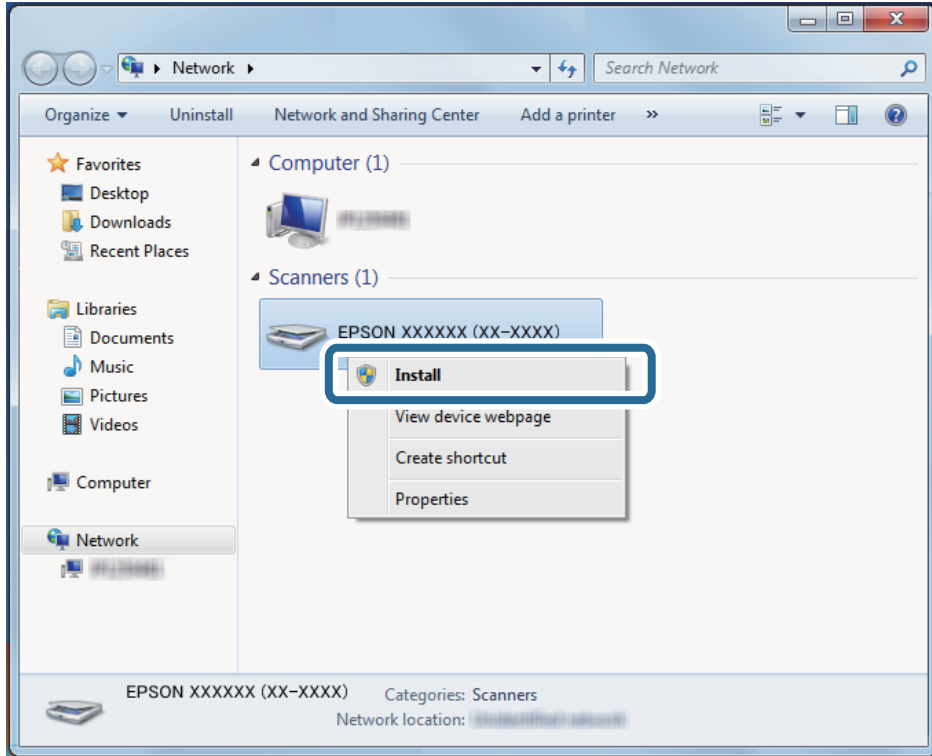 Network
Search Network
Organize
Uninstall
Network and Sharing Center
Add a printer
»
Favorites
Desktop
Downloads
Recent Places
Libraries
Documents
Music
Pictures
Videos
Computer
Network
Computer (1)
Scanners (1)
EPSON XXXXXX (XX-XXXX)
Install
View device webpage
Create shortcut
Properties
EPSON XXXXXX (XX-XXXX)
Categories: Scanners
Network location: